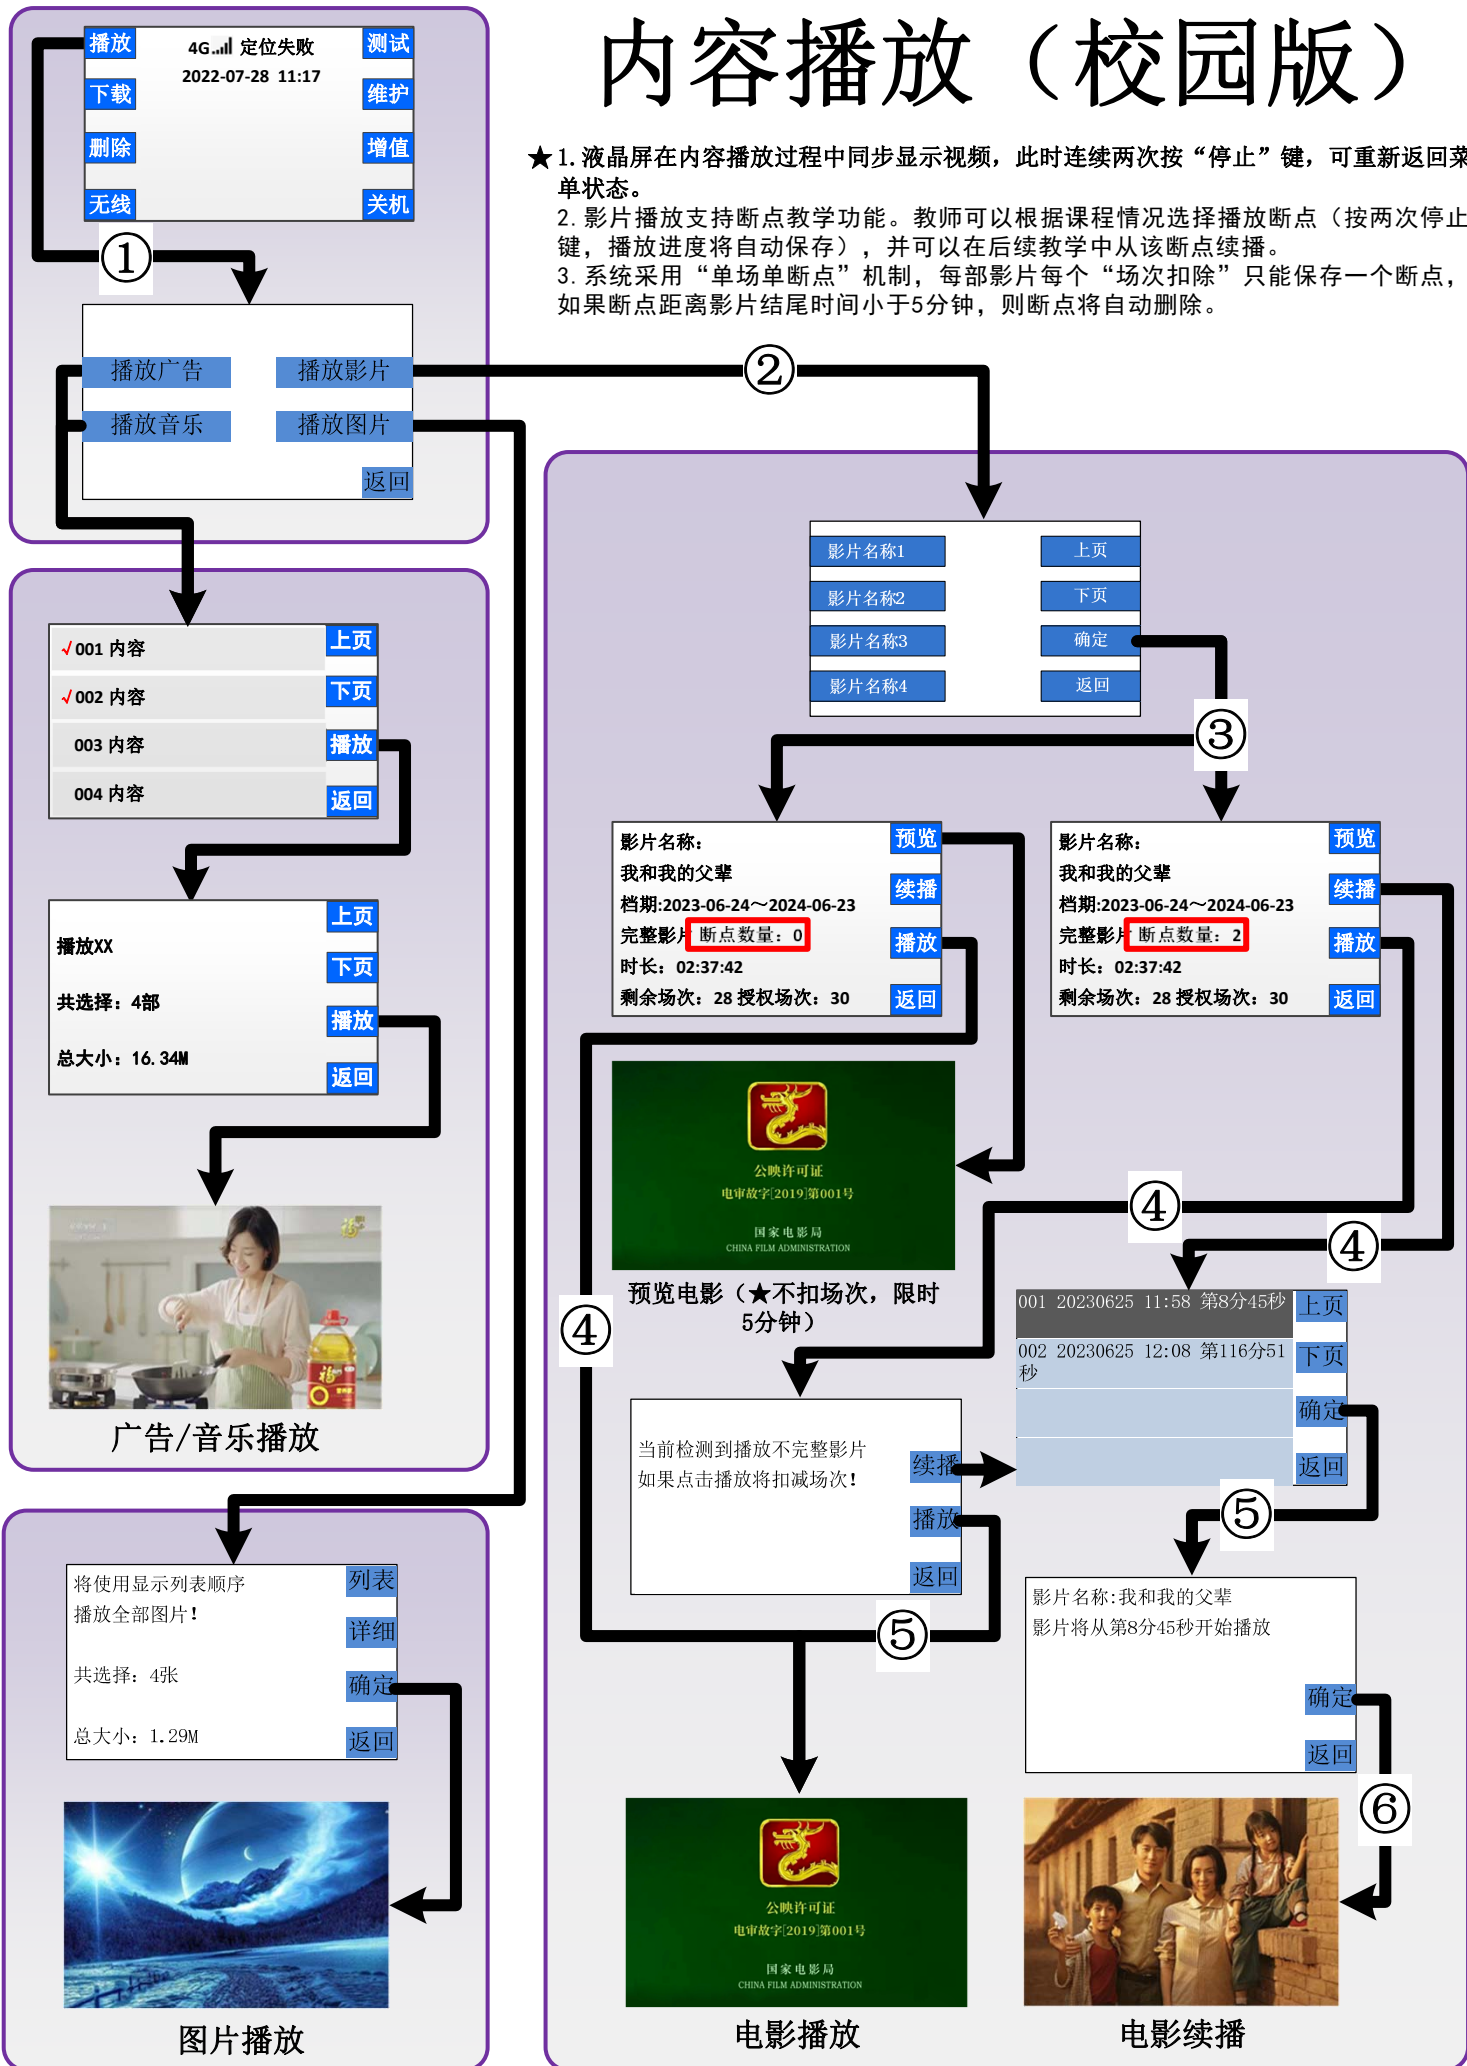 内容播放（校园版）
★1.液晶屏在内容播放过程中同步显示视频，此时连续两次按“停止”键，可重新返回菜
单状态。
2.影片播放支持断点教学功能。教师可以根据课程情况选择播放断点（按两次停止
键，播放进度将自动保存），并可以在后续教学中从该断点续播。
3.系统采用“单场单断点”机制，每部影片每个“场次扣除”只能保存一个断点，
如果断点距离影片结尾时间小于5分钟，则断点将自动删除。
播放
4G 定位失败
测试
2022-07-28 11:17
下载
维护
删除
增值
无线
关机
①
播放广告
播放影片
播放音乐
播放图片
返回
②
√001 内容
上页
√002 内容
下页
003 内容
播放
004 内容
返回
上页
播放XX
下页
共选择：4部
播放
总大小：16.34M
返回
广告/音乐播放
将使用显示列表顺序
列表
播放全部图片！
详细
共选择：4张
确定
总大小：1.29M
返回
图片播放
影片名称1
上页
影片名称2
下页
影片名称3
确定
影片名称4
返回
③
影片名称：
预览
我和我的父辈
续播
档期:2023-06-24～2024-06-23
完整影片 断点数量：0
播放
时长：02:37:42
剩余场次：28 授权场次：30
返回
影片名称：
预览
我和我的父辈
续播
档期:2023-06-24～2024-06-23
完整影片 断点数量：2
播放
时长：02:37:42
剩余场次：28 授权场次：30
返回
公映许可证
电审故字[2019]第001号
国家电影局
CHINA FILM ADMINISTRATION
预览电影（★不扣场次，限时
5分钟）
④
④
④
001 20230625 11:58 第8分45秒
上页
002 20230625 12:08 第116分51
秒
下页
确定
返回
当前检测到播放不完整影片
如果点击播放将扣减场次！
续播
播放
返回
⑤
⑤
影片名称:我和我的父辈
影片将从第8分45秒开始播放
确定
返回
⑥
公映许可证
电审故字[2019]第001号
国家电影局
CHINA FILM ADMINISTRATION
电影播放
电影续播